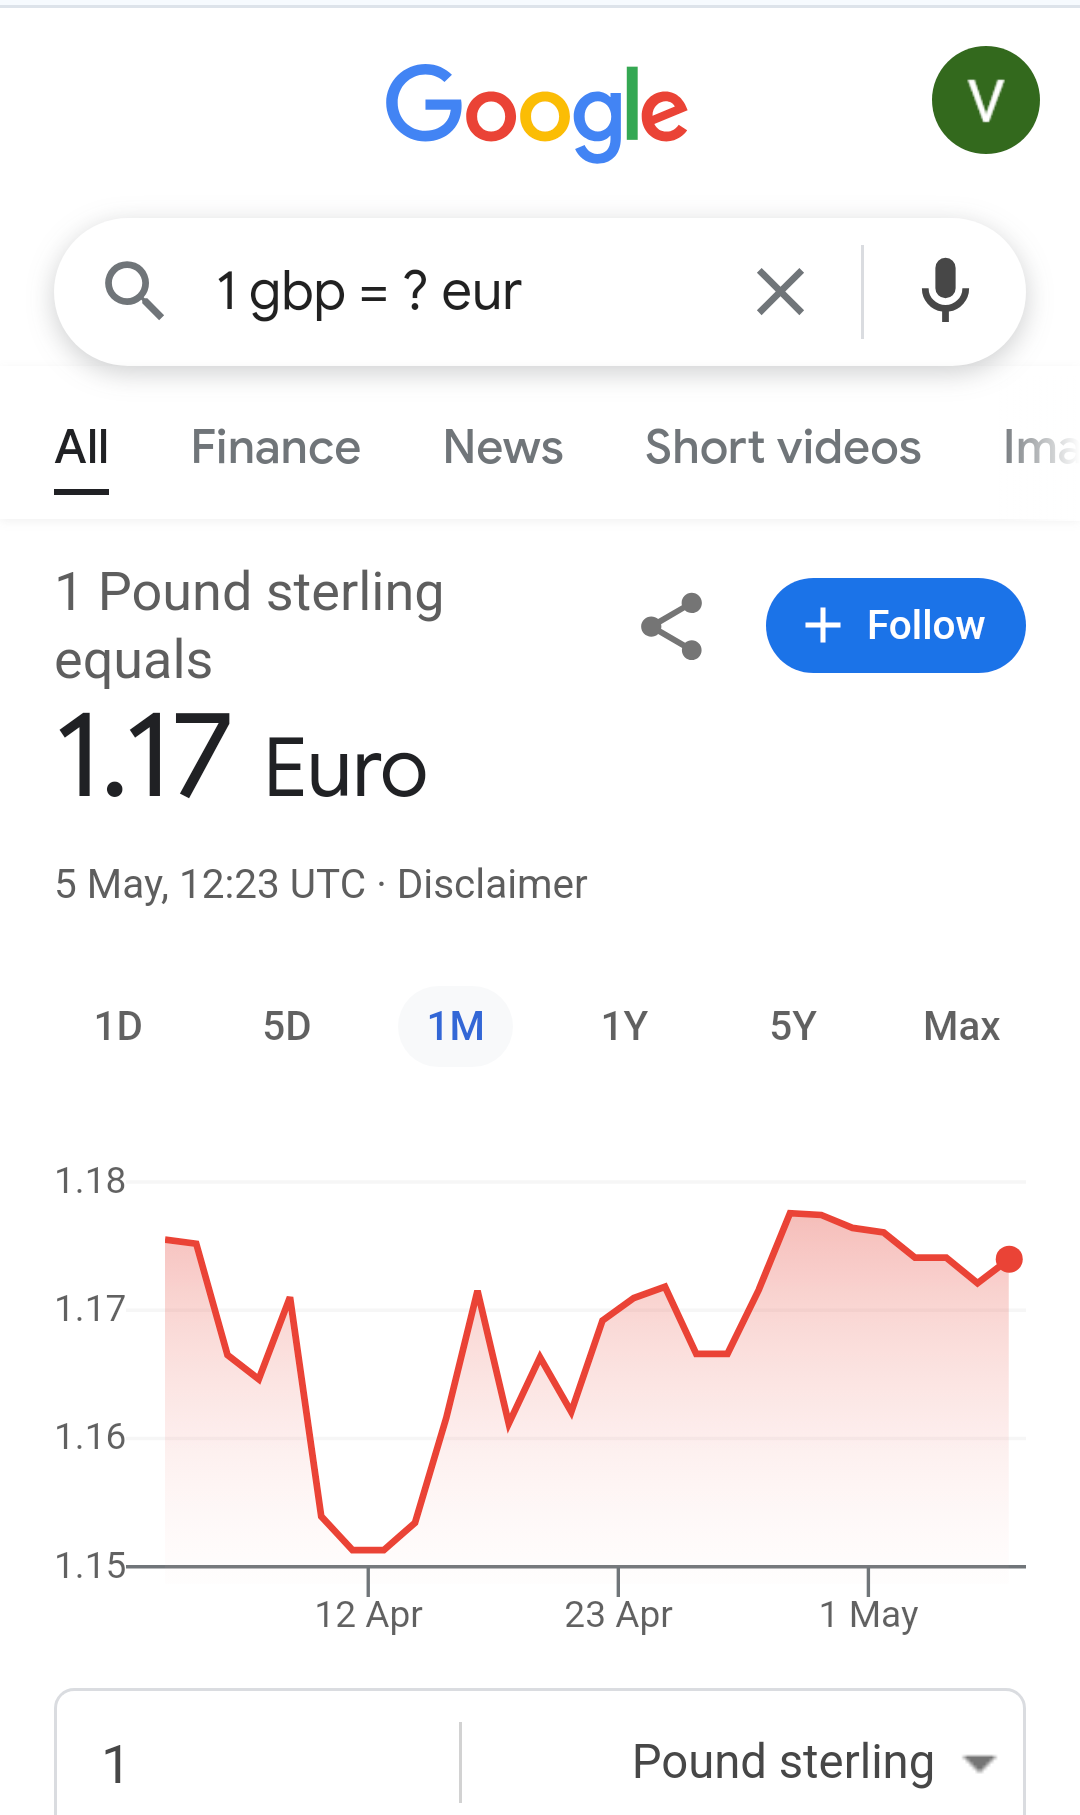 Google
V
1 gbp = ? eur
All Finance News Short videos Ima
1 Pound sterling
equals
Follow
1.17 Euro
5 May, 12:23 UTC · Disclaimer
1D 5D 1M 1Y 5Y Max
1.18
1.17
1.16
1.15
12 Apr 23 Apr 1 May
1 Pound sterling